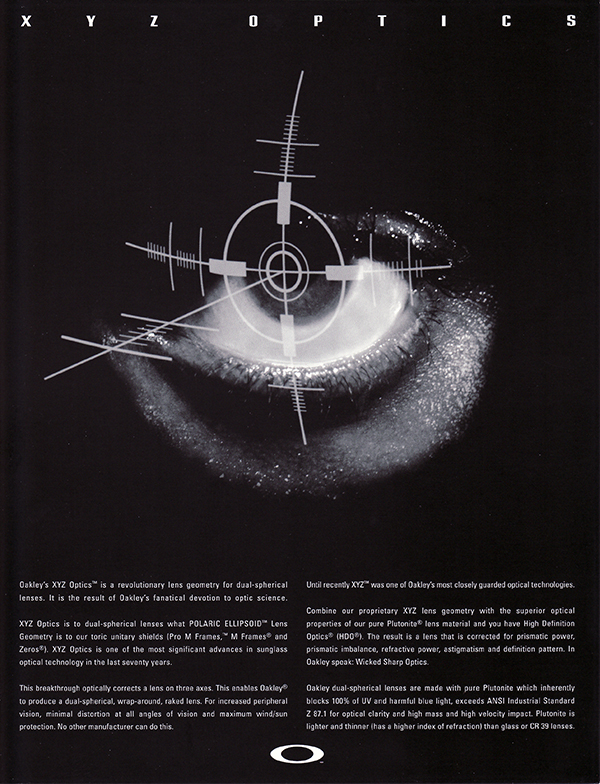 XYZ OPTICS
Oakley's XYZ Optics™ is a revolutionary lens geometry for dual-spherical
lenses. It is the result of Oakley's fanatical devotion to optic science.
XYZ Optics is to dual-spherical lenses what POLARIC ELLIPSOID™ Lens
Geometry is to our toric unitary shields (Pro M Frames,™ M Frames® and
Zeros®). XYZ Optics is one of the most significant advances in sunglass
optical technology in the last seventy years.
This breakthrough optically corrects a lens on three axes. This enables Oakley®
to produce a dual-spherical, wrap-around, raked lens. For increased peripheral
vision, minimal distortion at all angles of vision and maximum wind/sun
protection. No other manufacturer can do this.
Until recently XYZ™ was one of Oakley's most closely guarded optical technologies.
Combine our proprietary XYZ lens geometry with the superior optical
properties of our pure Plutonite® lens material and you have High Definition
Optics® (HDO®). The result is a lens that is corrected for prismatic power,
prismatic imbalance, refractive power, astigmatism and definition pattern. In
Oakley speak: Wicked Sharp Optics.
Oakley dual-spherical lenses are made with pure Plutonite which inherently
blocks 100% of UV and harmful blue light, exceeds ANSI Industrial Standard
Z 87.1 for optical clarity and high mass and high velocity impact. Plutonite is
lighter and thinner (has a higher index of refraction) than glass or CR 39 lenses.